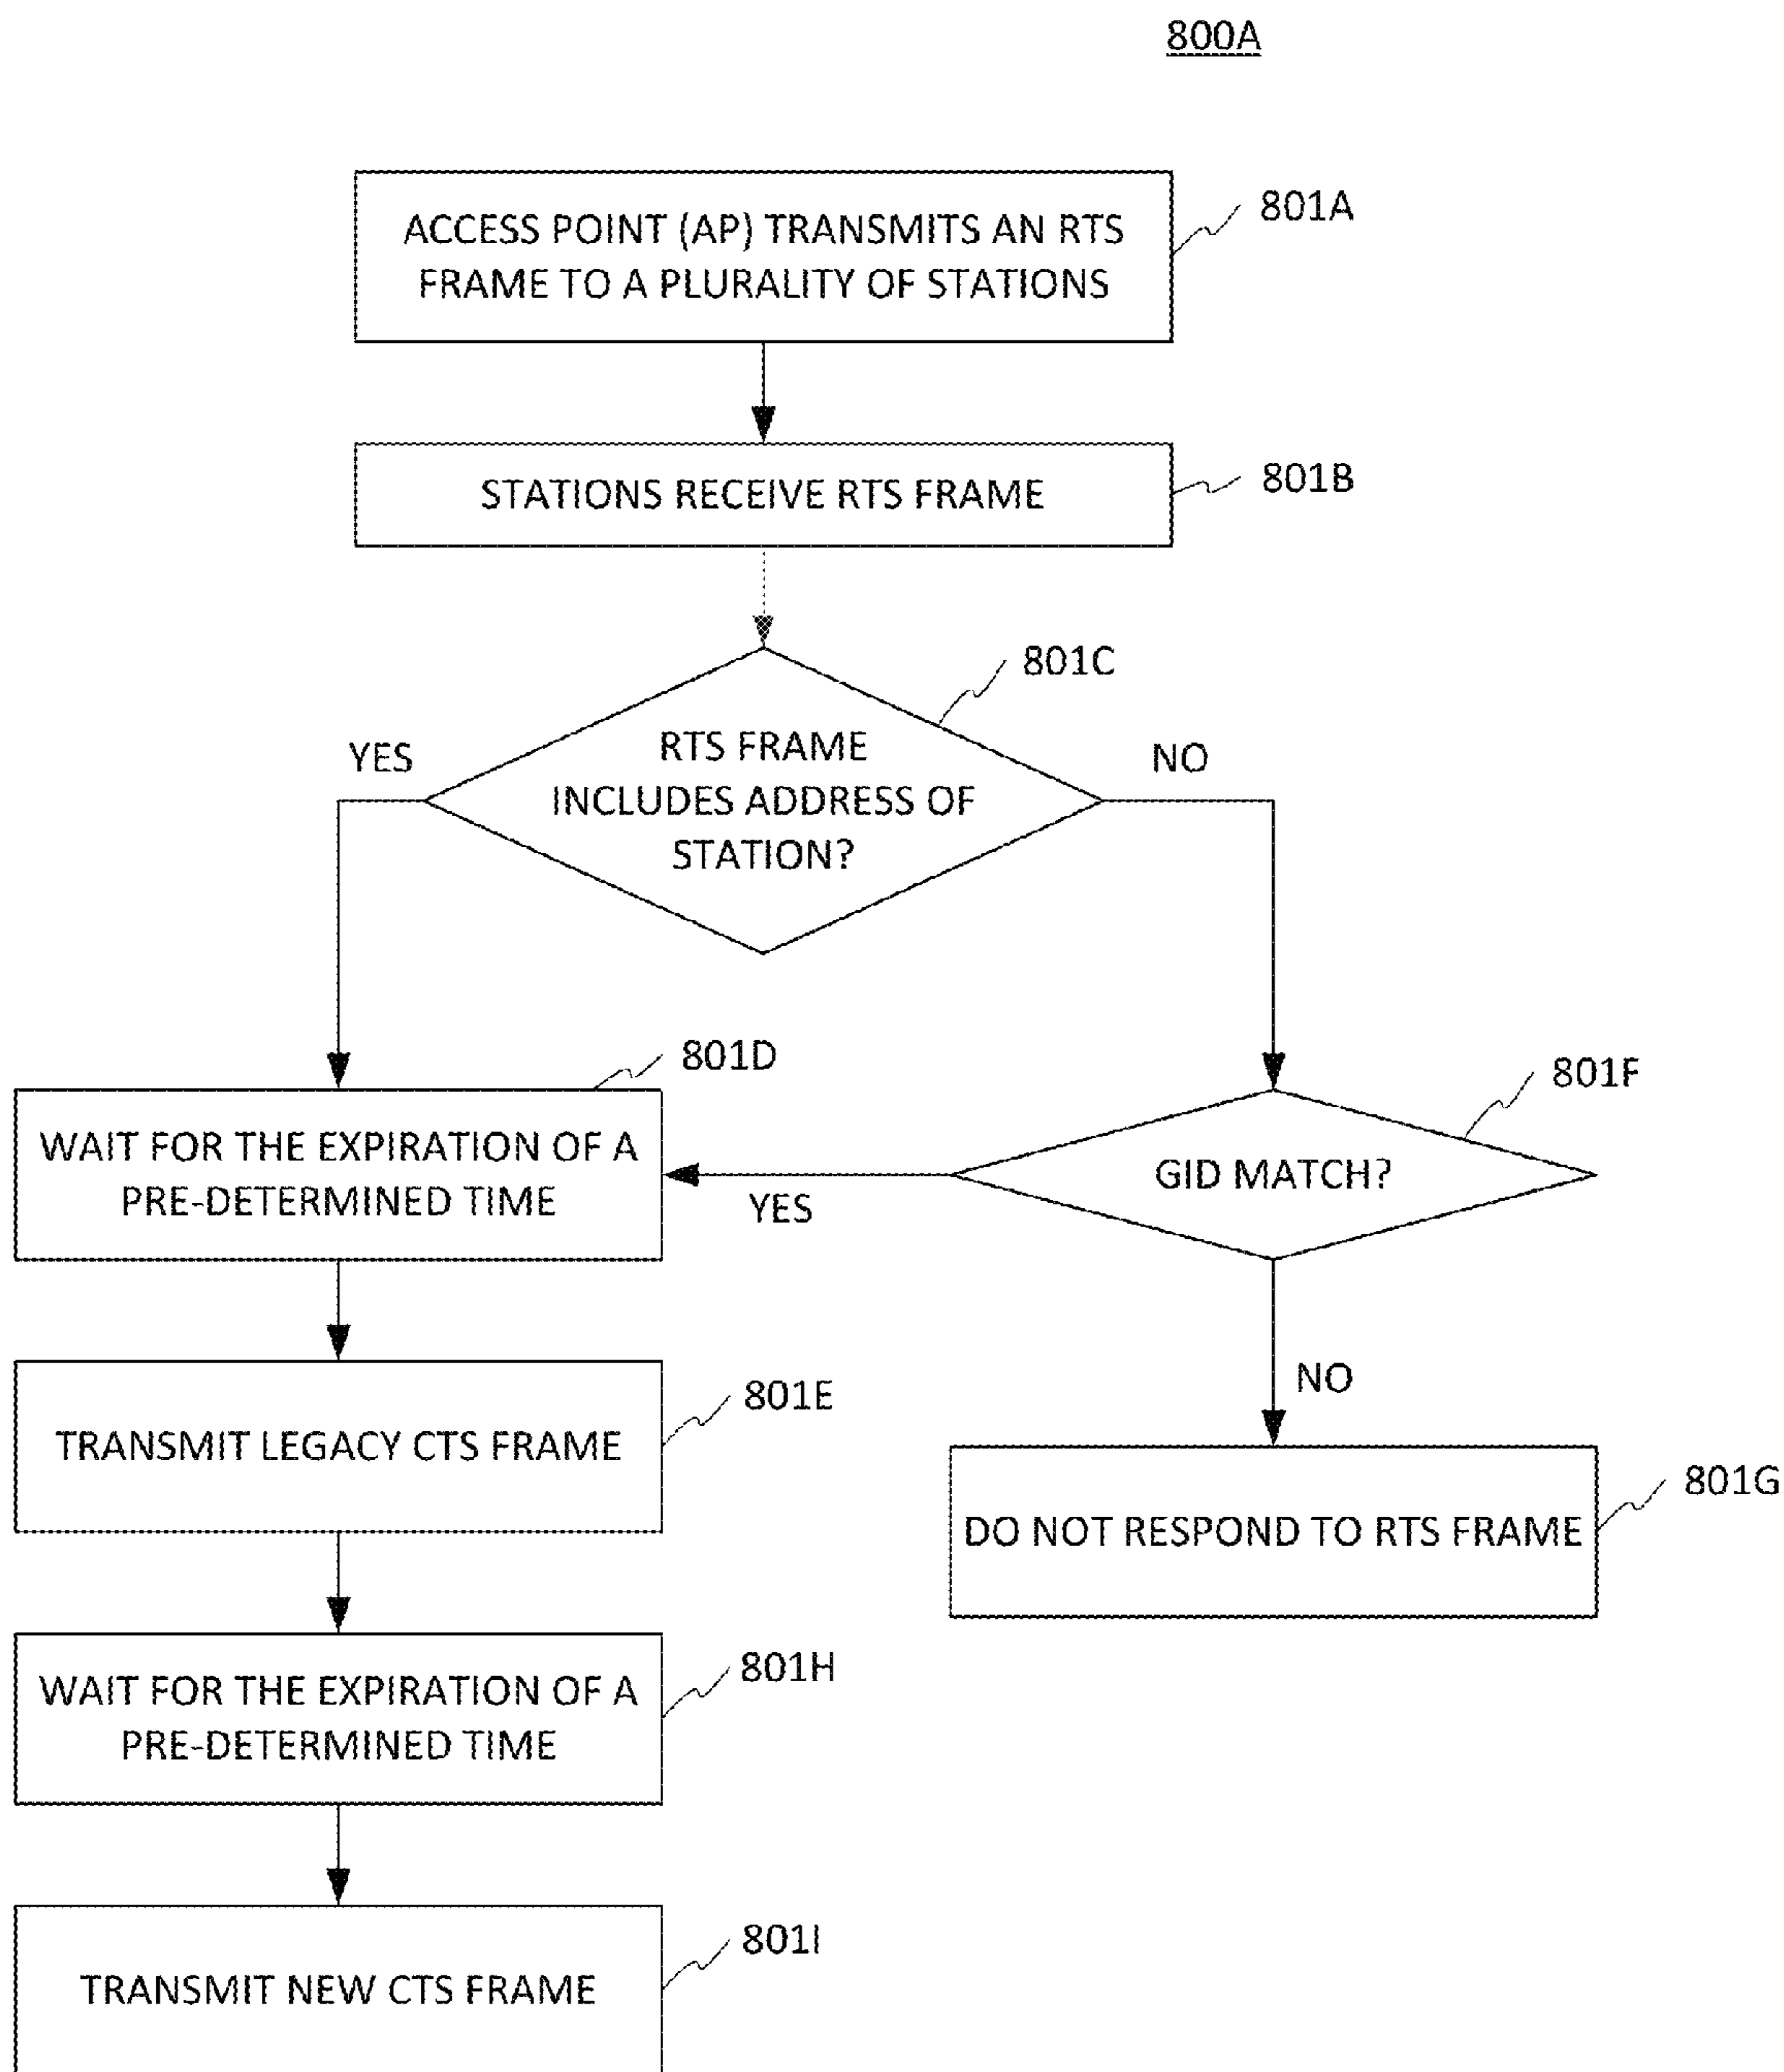 800A
ACCESS POINT (AP) TRANSMITS AN RTS
FRAME TO A PLURALITY OF STATIONS
801A
STATIONS RECEIVE RTS FRAME
801B
801C
RTS FRAME
INCLUDES ADDRESS OF
STATION?
YES
NO
801D
WAIT FOR THE EXPIRATION OF A
PRE-DETERMINED TIME
801F
GID MATCH?
YES
NO
801E
TRANSMIT LEGACY CTS FRAME
801G
DO NOT RESPOND TO RTS FRAME
801H
WAIT FOR THE EXPIRATION OF A
PRE-DETERMINED TIME
801I
TRANSMIT NEW CTS FRAME